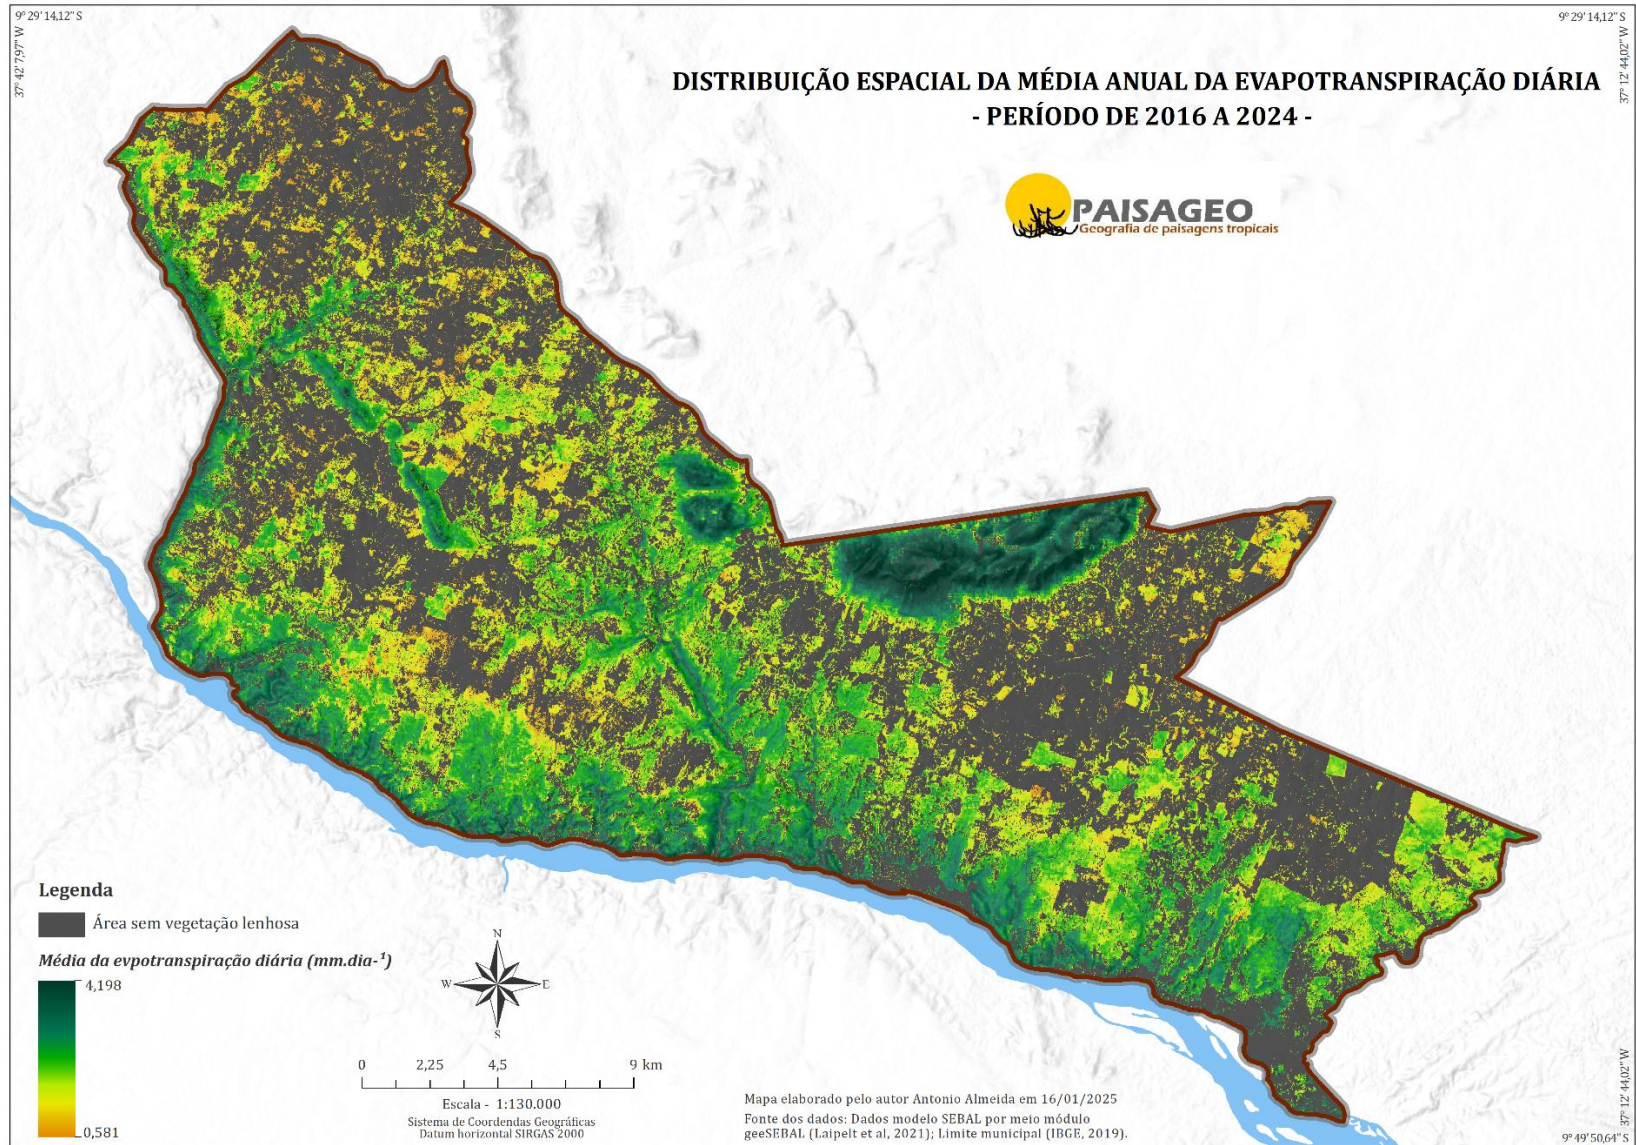 9° 29' 14,12" S
9° 29' 14,12" S
37° 42' 7,97" W
37° 12' 44,02" W
DISTRIBUIÇÃO ESPACIAL DA MÉDIA ANUAL DA EVAPOTRANSPIRAÇÃO DIÁRIA
- PERÍODO DE 2016 A 2024 -
PAISAGEO
Geografia de paisagens tropicais
Legenda
Área sem vegetação lenhosa
Média da evpotranspiração diária (mm.dia-¹)
4,198
0,581
N
W
E
S
0 2,25 4,5 9 km
Escala - 1:130.000
Sistema de Coordendas Geográficas
Datum horizontal SIRGAS 2000
Mapa elaborado pelo autor Antonio Almeida em 16/01/2025
Fonte dos dados: Dados modelo SEBAL por meio módulo
geeSEBAL (Laipelt et al, 2021); Limite municipal (IBGE, 2019).
37° 12' 44,02" W
9° 49' 50,64" S